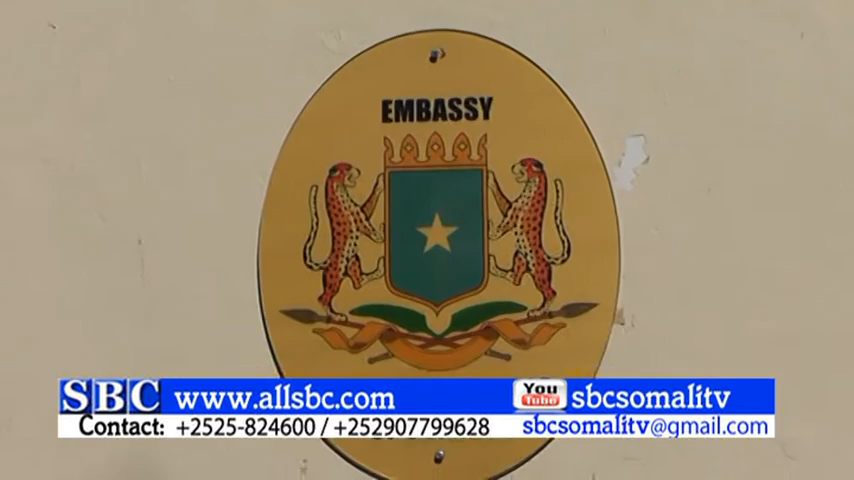 EMBASSY
SBC www.allsbc.com You Tube sbcsomalitv
Contact: +2525-824600 / +252907799628 sbcsomalitv@gmail.com